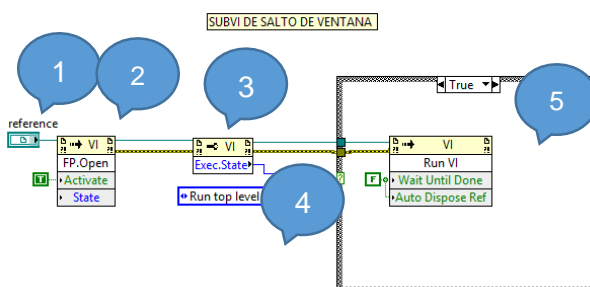 SUBVI DE SALTO DE VENTANA
1
2
3
5
4
True
reference
VI
FP.Open
Activate
State
T
VI
Exec.State
Run top level
?
VI
Run VI
Wait Until Done
Auto Dispose Ref
F